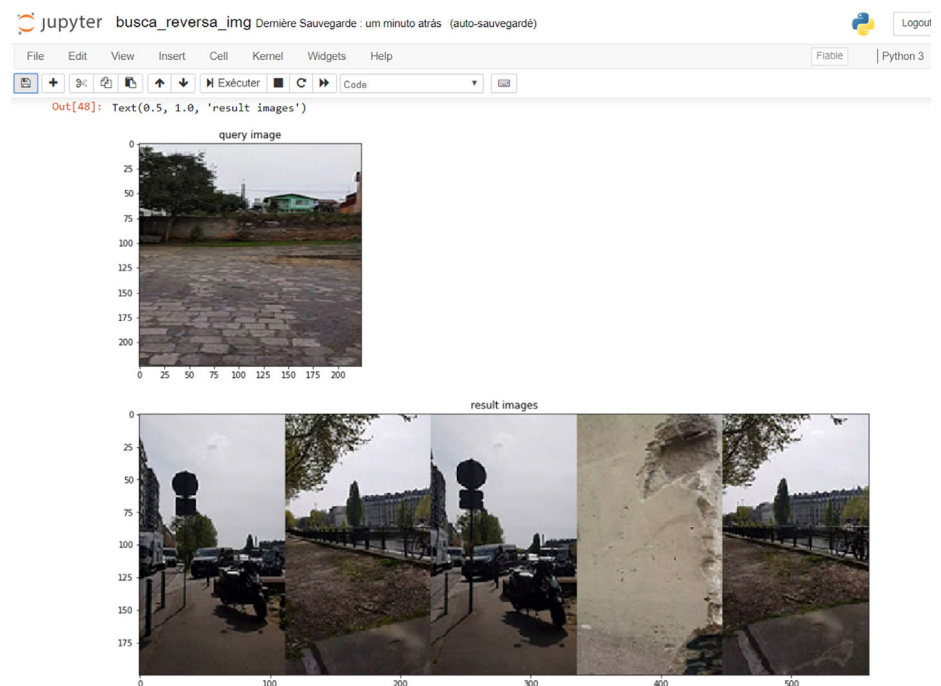 jupyter busca_reversa_img Dernière Sauvegarde : um minuto atrás (auto-sauvegardé)
Logout
File Edit View Insert Cell Kernel Widgets Help
Fiable
Python 3
Exécuter
Code
Out[48]: Text(0.5, 1.0, 'result images')
query image
0
25
50
75
100
125
150
175
200
0 25 50 75 100 125 150 175 200
result images
0
25
50
75
100
125
150
175
0 100 200 300 400 500